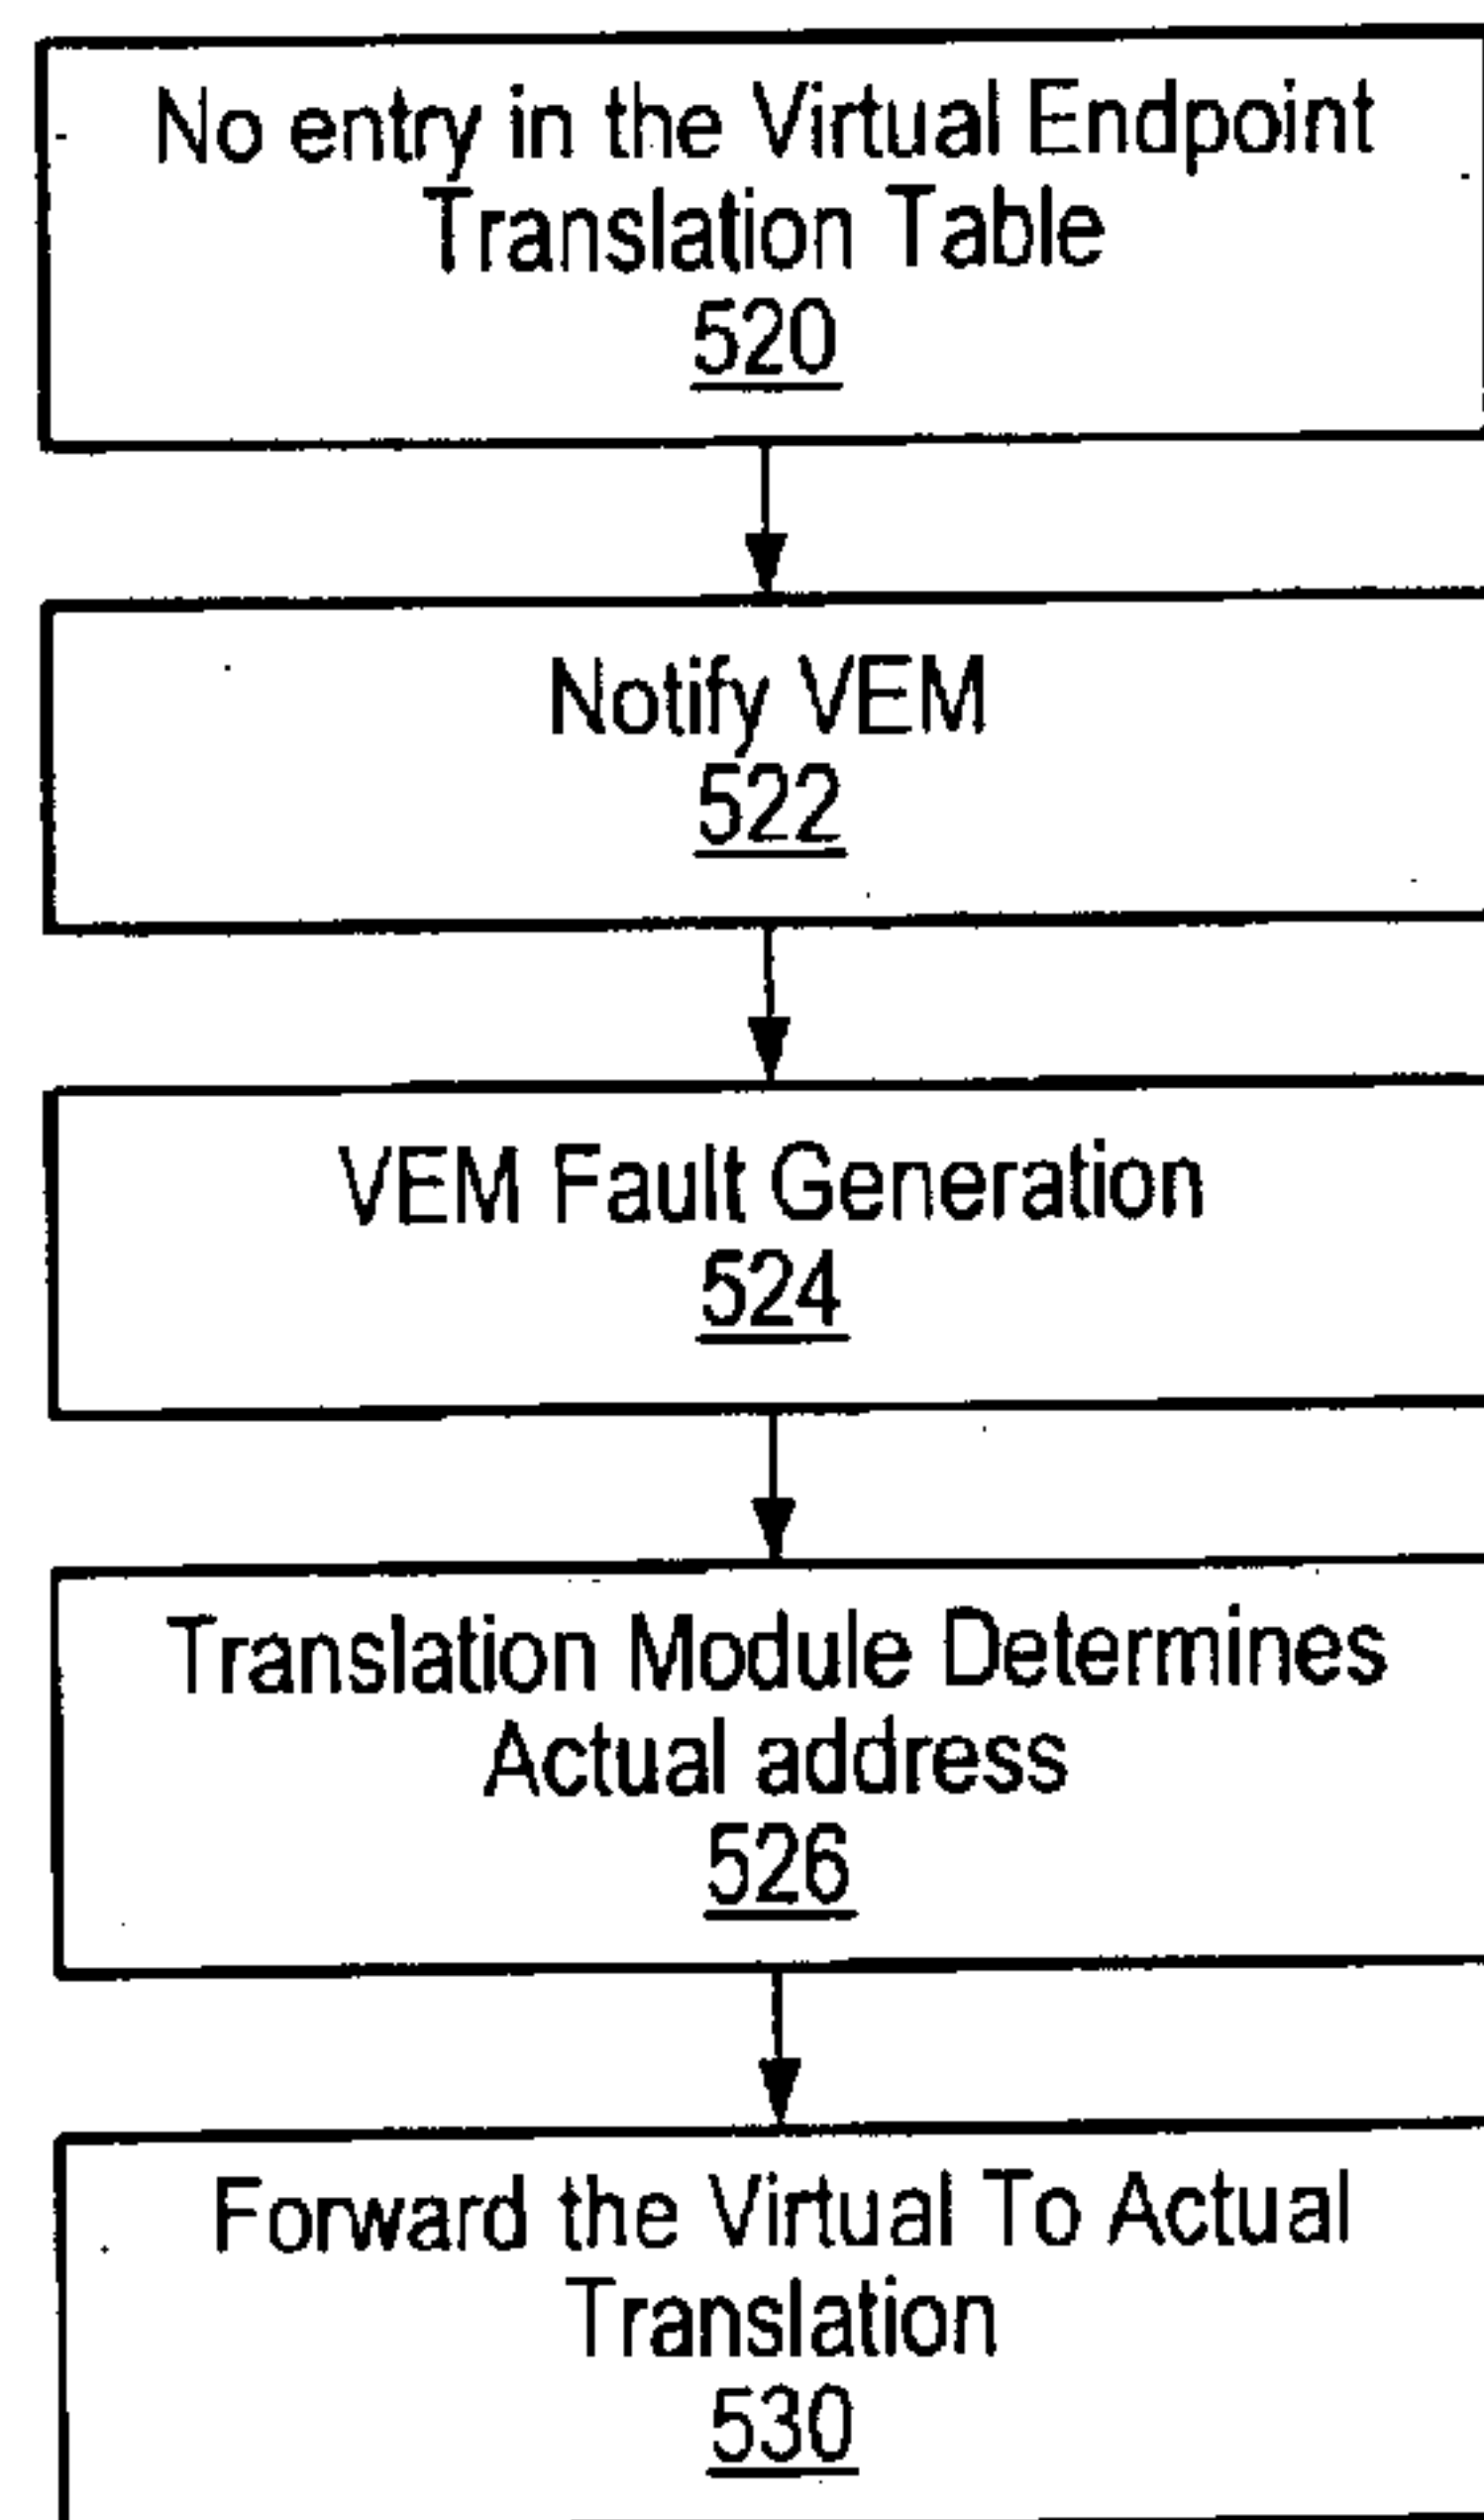 No entry in the Virtual Endpoint
Translation Table
520
Notify VEM
522
VEM Fault Generation
524
Translation Module Determines
Actual address
526
Forward the Virtual To Actual
Translation
530